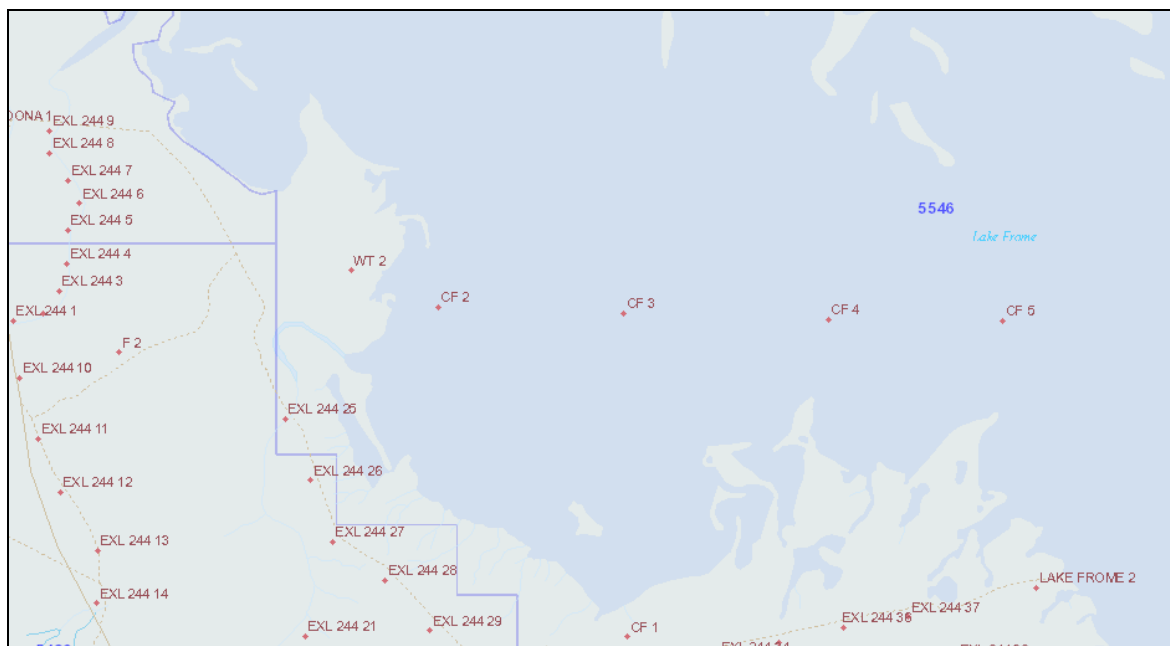 OONA 1
EXL 244 9
EXL 244 8
EXL 244 7
EXL 244 6
5546
EXL 244 5
Lake Frome
EXL 244 4
WT 2
EXL 244 3
CF 2
CF 3
CF 4
CF 5
EXL 244 1
F 2
EXL 244 10
EXL 244 25
EXL 244 11
EXL 244 26
EXL 244 12
EXL 244 27
EXL 244 13
EXL 244 28
LAKE FROME 2
EXL 244 14
EXL 244 37
EXL 244 36
EXL 244 21
EXL 244 29
CF 1